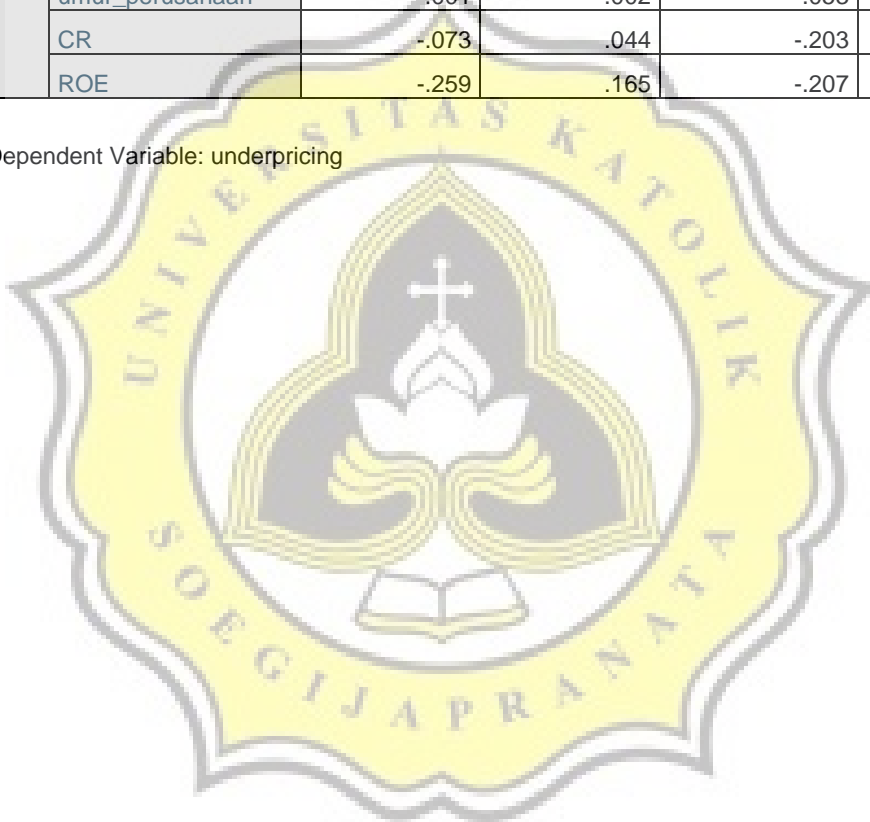 CR -.073 .044 -.203
ROE -.259 .165 -.207
Dependent Variable: underpricing
UNIVERSITAS KATOLIK
SOEGIJAPRANATA